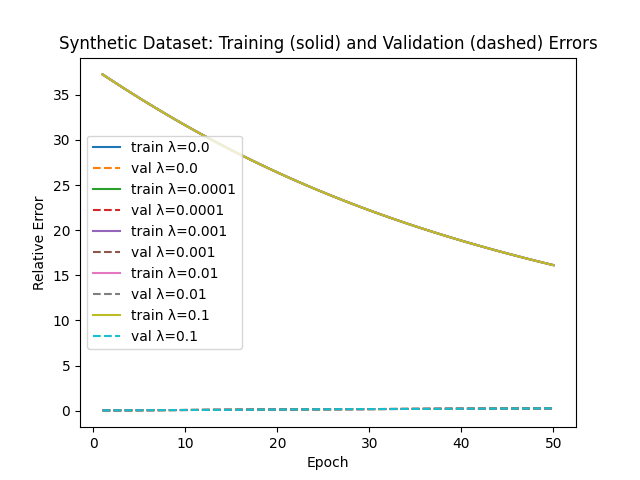 Synthetic Dataset: Training (solid) and Validation (dashed) Errors
Relative Error
35
30
25
20
15
10
5
0
train λ=0.0
val λ=0.0
train λ=0.0001
val λ=0.0001
train λ=0.001
val λ=0.001
train λ=0.01
val λ=0.01
train λ=0.1
val λ=0.1
0 10 20 30 40 50
Epoch